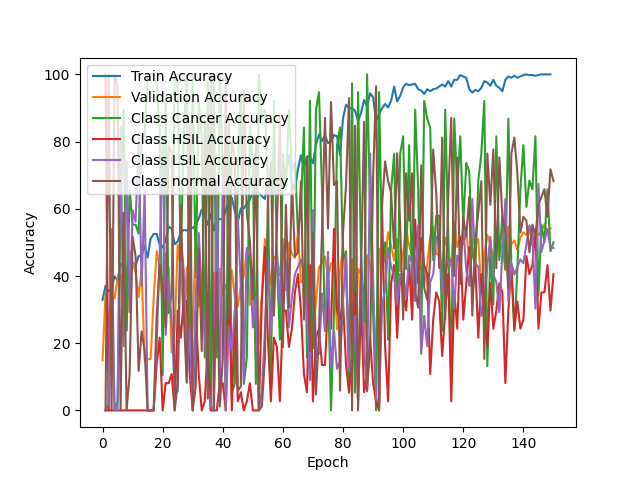 Train Accuracy
Validation Accuracy
Class Cancer Accuracy
Class HSIL Accuracy
Class LSIL Accuracy
Class normal Accuracy
100
80
60
40
20
0
Accuracy
0 20 40 60 80 100 120 140
Epoch